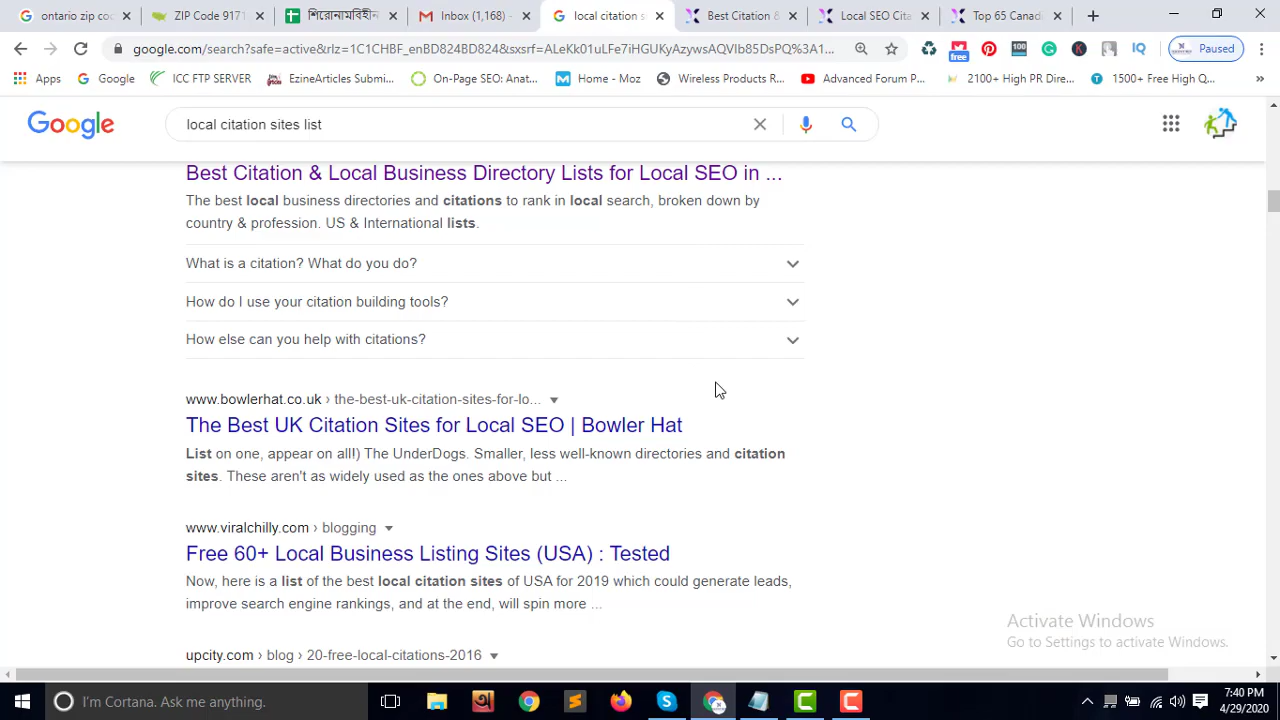 ontario zip co
ZIP Code 9171
শিরোনামবিহীন
Inbox (1,168) -
local citation s
Best Citation &
Local SEO Cita
Top 65 Canad
google.com/search?safe=active&rlz=1C1CHBF_enBD824BD824&sxsrf=ALeKk01uLFe7iHGUKyAzywsAQVIb85DsPQ%3A1...
free
100
IQ
Paused
Apps
Google
ICC FTP SERVER
EzineArticles Submi...
On-Page SEO: Anat...
Home - Moz
Wireless Products R...
Advanced Forum P...
2100+ High PR Dire...
1500+ Free High Q...
Google
local citation sites list
Best Citation & Local Business Directory Lists for Local SEO in ...
The best local business directories and citations to rank in local search, broken down by
country & profession. US & International lists.
What is a citation? What do you do?
How do I use your citation building tools?
How else can you help with citations?
www.bowlerhat.co.uk › the-best-uk-citation-sites-for-lo...
The Best UK Citation Sites for Local SEO | Bowler Hat
List on one, appear on all!) The UnderDogs. Smaller, less well-known directories and citation
sites. These aren't as widely used as the ones above but ...
www.viralchilly.com › blogging
Free 60+ Local Business Listing Sites (USA) : Tested
Now, here is a list of the best local citation sites of USA for 2019 which could generate leads,
improve search engine rankings, and at the end, will spin more ...
upcity.com › blog › 20-free-local-citations-2016
Activate Windows
Go to Settings to activate Windows.
I'm Cortana. Ask me anything.
7:40 PM
4/29/2020